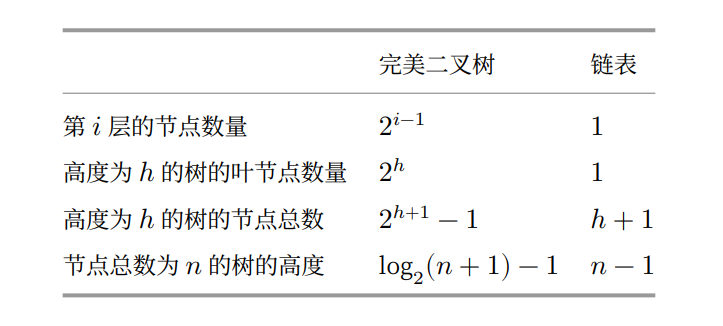 完美二叉树 链表
第 i 层的节点数量 2^{i−1} 1
高度为 h 的树的叶节点数量 2^{h} 1
高度为 h 的树的节点总数 2^{h+1} − 1 h + 1
节点总数为 n 的树的高度 log_{2}(n + 1) − 1 n − 1